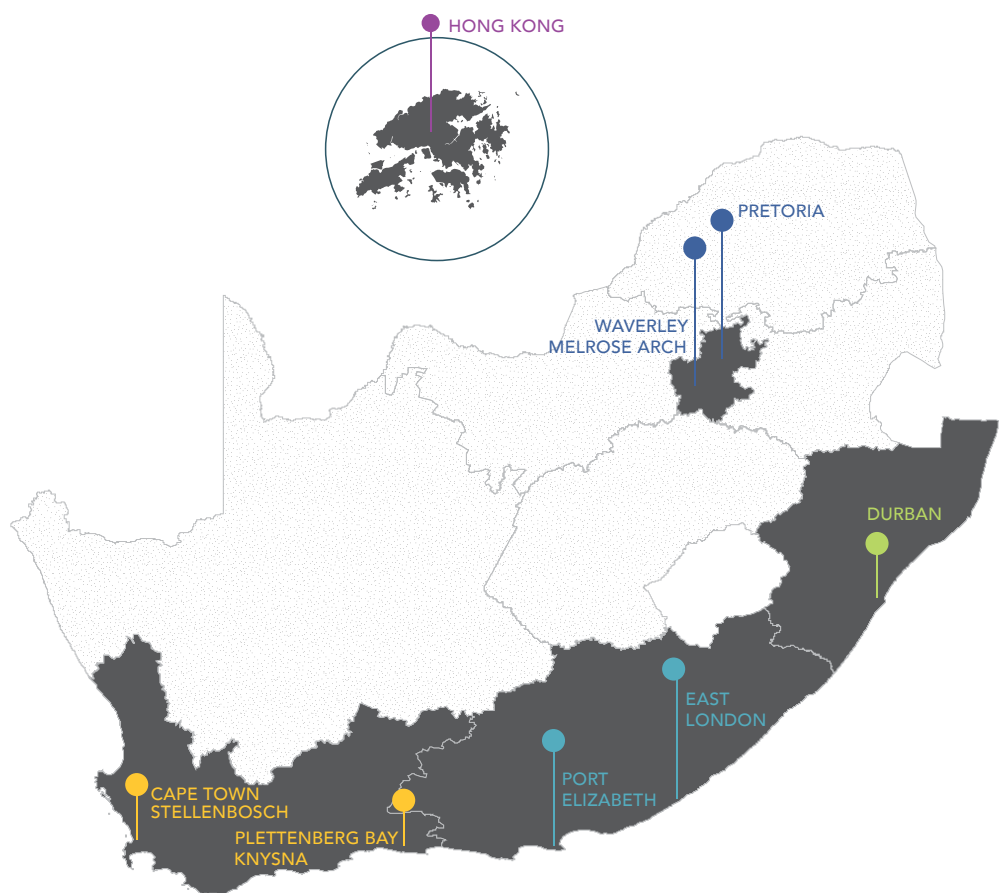 HONG KONG
PRETORIA
WAVERLEY
MELROSE ARCH
DURBAN
EAST
LONDON
PORT
ELIZABETH
CAPE TOWN
STELLENBOSCH
PLETTENBERG BAY
KNYSNA